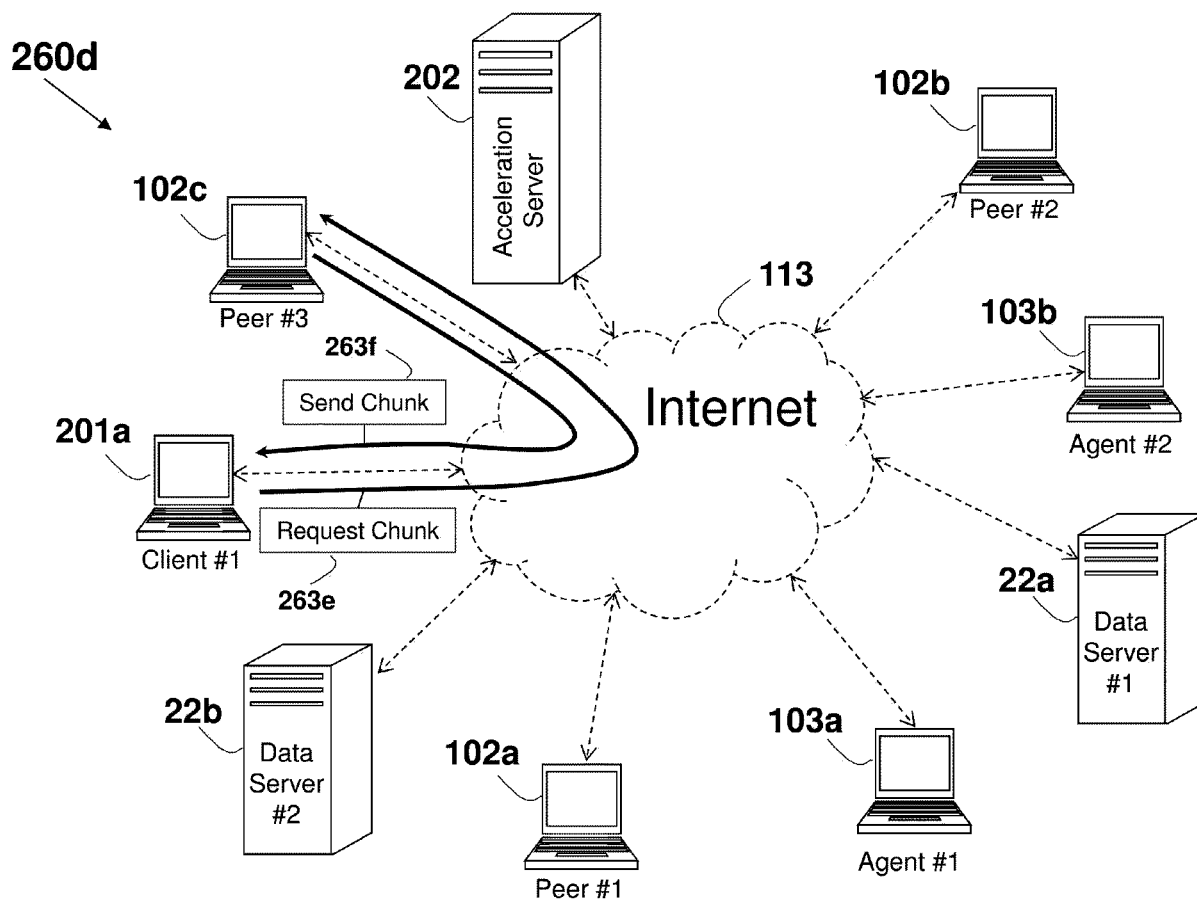 260d
202
Acceleration
Server
102b
Peer #2
102c
Peer #3
113
103b
Agent #2
263f
Send Chunk
Internet
201a
Client #1
Request Chunk
263e
22a
Data
Server
#1
22b
Data
Server
#2
102a
Peer #1
103a
Agent #1